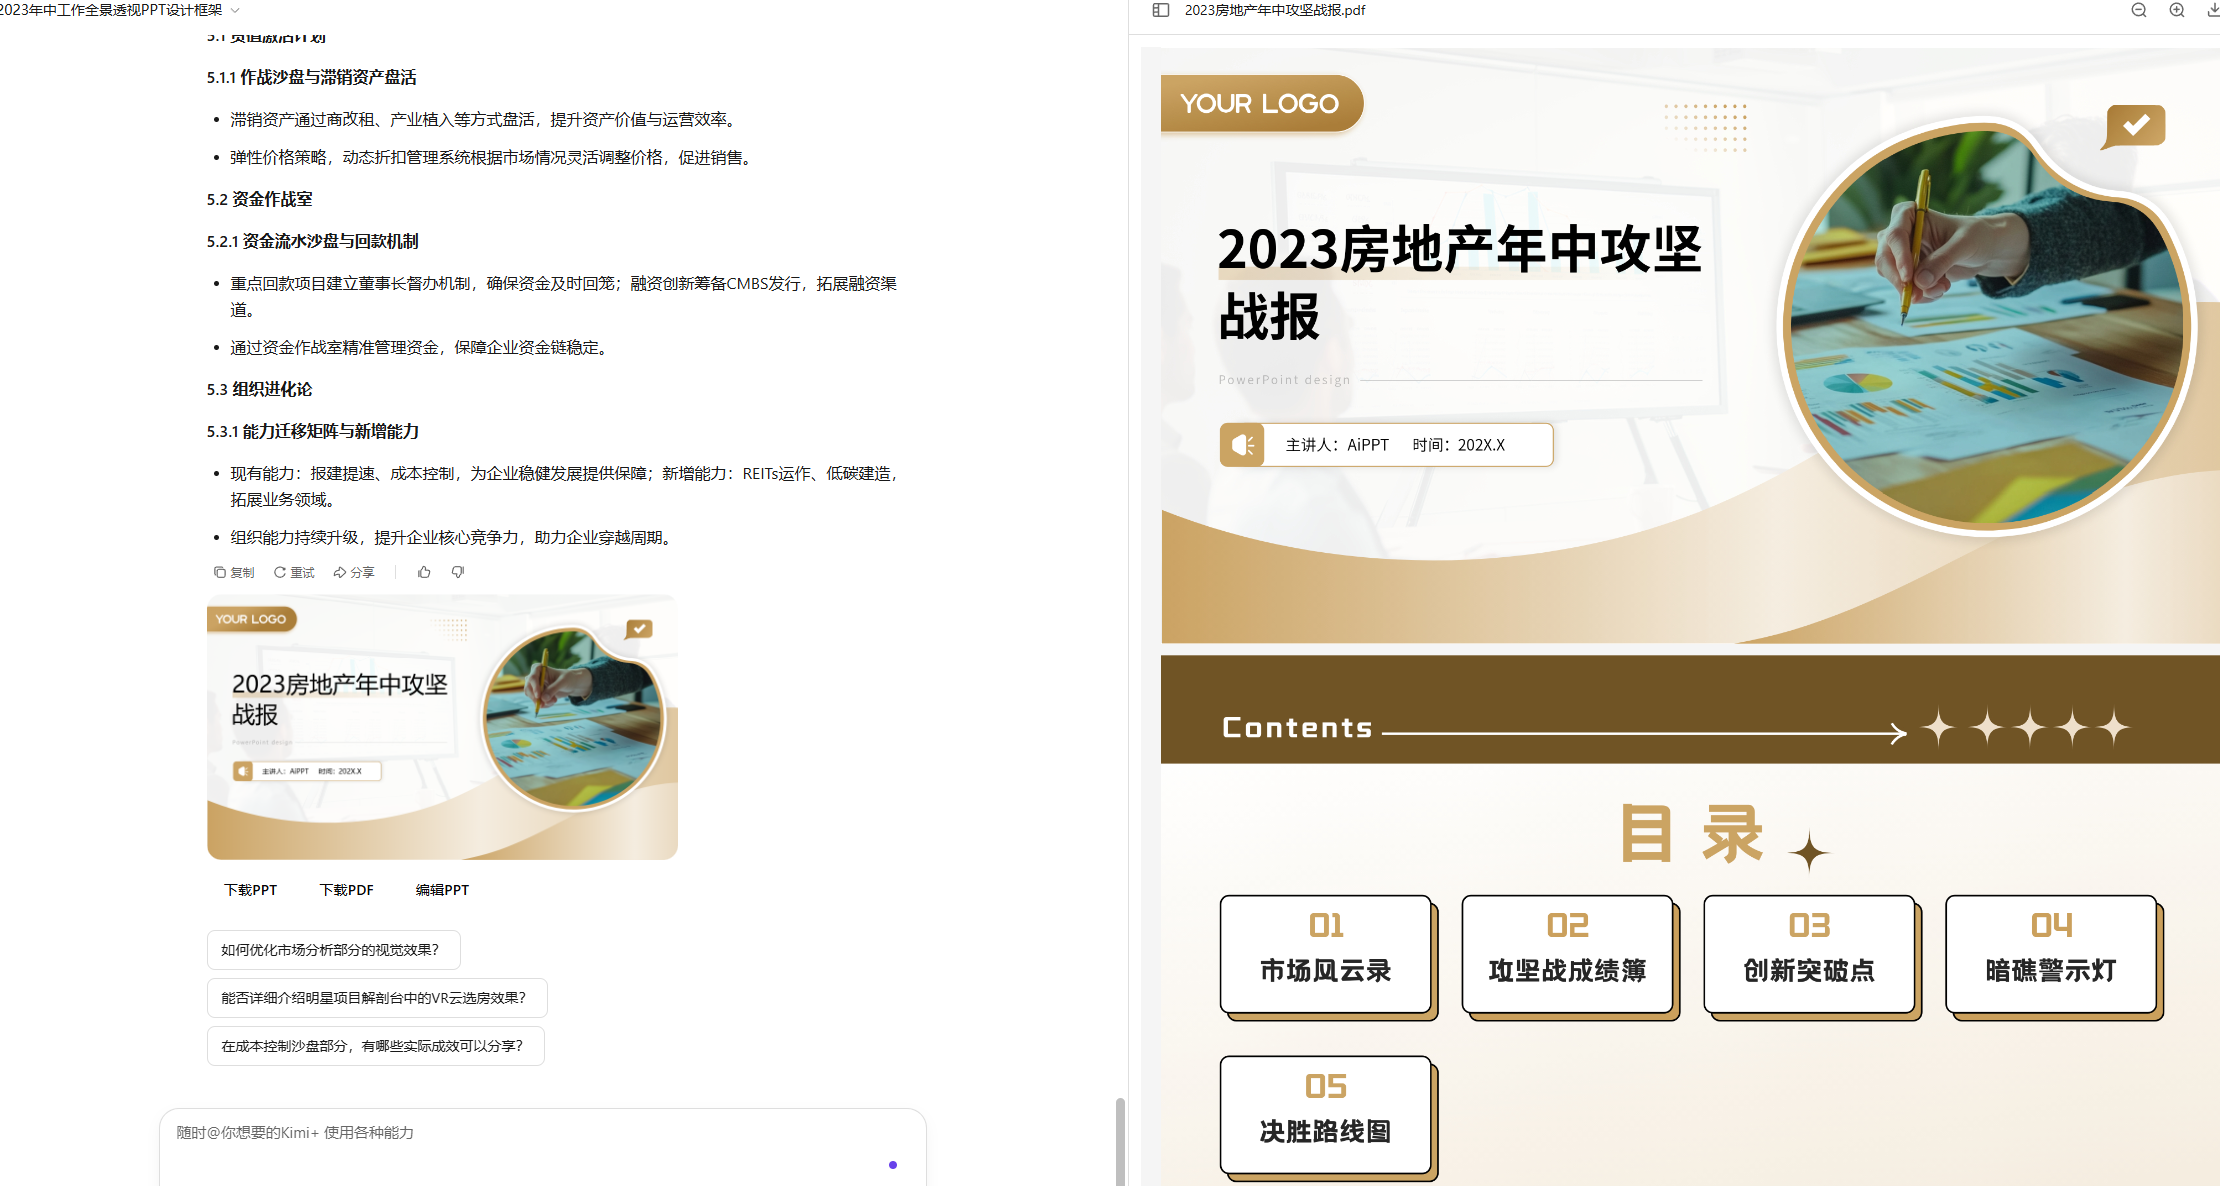 2023年中工作全景透视PPT设计框架
5.1 货值激活计划
5.1.1 作战沙盘与滞销资产盘活
• 滞销资产通过商改租、产业植入等方式盘活，提升资产价值与运营效率。
• 弹性价格策略，动态折扣管理系统根据市场情况灵活调整价格，促进销售。
5.2 资金作战室
5.2.1 资金流水沙盘与回款机制
• 重点回款项目建立董事长督办机制，确保资金及时回笼；融资创新筹备CMBS发行，拓展融资渠
道。
• 通过资金作战室精准管理资金，保障企业资金链稳定。
5.3 组织进化论
5.3.1 能力迁移矩阵与新增能力
• 现有能力：报建提速、成本控制，为企业稳健发展提供保障；新增能力：REITs运作、低碳建造，
拓展业务领域。
• 组织能力持续升级，提升企业核心竞争力，助力企业穿越周期。
复制 重试 分享
YOUR LOGO
2023房地产年中攻坚
战报
PowerPoint design
主讲人：AiPPT 时间：202X.X
下载PPT 下载PDF 编辑PPT
如何优化市场分析部分的视觉效果？
能否详细介绍明星项目解剖台中的VR云选房效果？
在成本控制沙盘部分，有哪些实际成效可以分享？
随时@你想要的Kimi+ 使用各种能力
2023房地产年中攻坚战报.pdf
YOUR LOGO
2023房地产年中攻坚
战报
PowerPoint design
主讲人：AiPPT 时间：202X.X
Contents
目录
01
市场风云录
02
攻坚战成绩簿
03
创新突破点
04
暗礁警示灯
05
决胜路线图